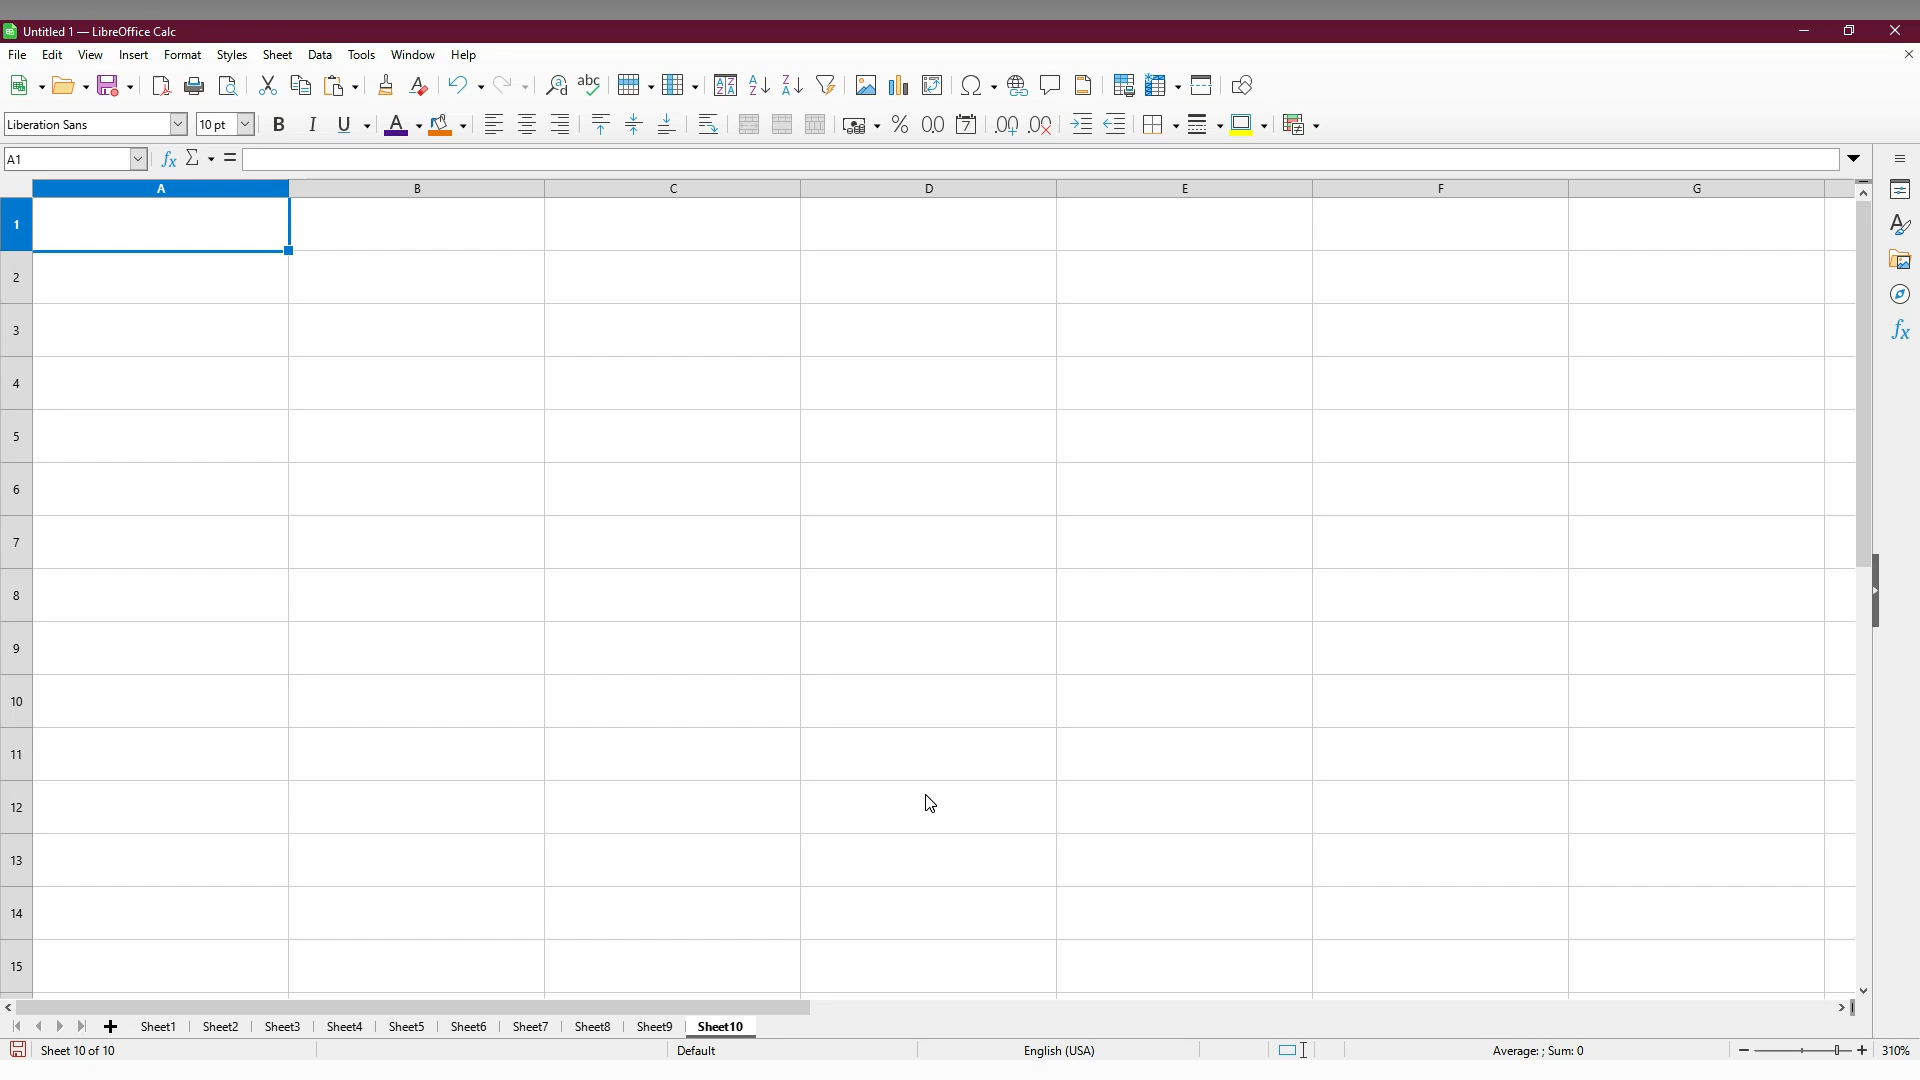 Untitled 1 — LibreOffice Calc
File Edit View Insert Format Styles Sheet Data Tools Window Help
Liberation Sans 10 pt
A1
A B C D E F G
1
2
3
4
5
6
7
8
9
10
11
12
13
14
15
Sheet1 Sheet2 Sheet3 Sheet4 Sheet5 Sheet6 Sheet7 Sheet8 Sheet9 Sheet10
Sheet 10 of 10 Default English (USA) Average: ; Sum: 0 310%